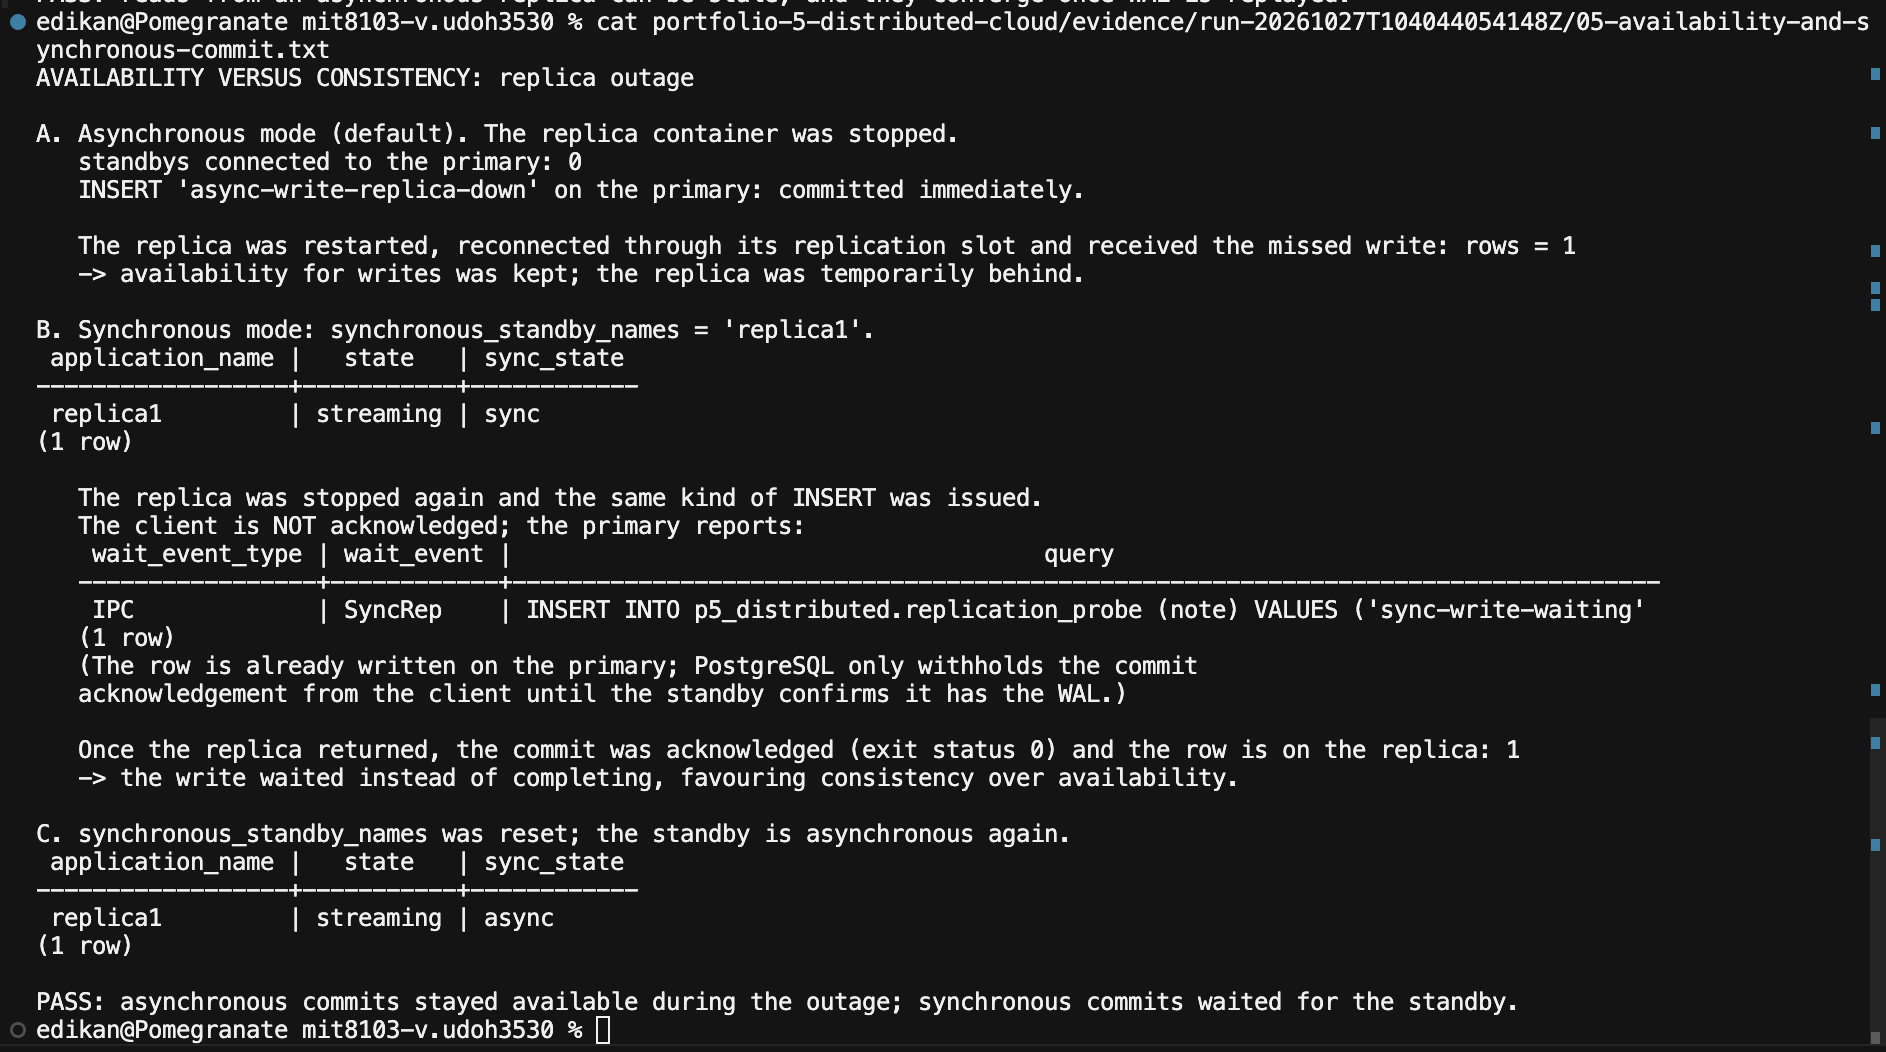 edikan@Pomegranate mit8103-v.udoh3530 % cat portfolio-5-distributed-cloud/evidence/run-20261027T104044054148Z/05-availability-and-s
ynchronous-commit.txt
AVAILABILITY VERSUS CONSISTENCY: replica outage
A. Asynchronous mode (default). The replica container was stopped.
standbys connected to the primary: 0
INSERT 'async-write-replica-down' on the primary: committed immediately.
The replica was restarted, reconnected through its replication slot and received the missed write: rows = 1
-> availability for writes was kept; the replica was temporarily behind.
B. Synchronous mode: synchronous_standby_names = 'replica1'.
application_name | state | sync_state
------------------+-----------+------------
replica1 | streaming | sync
(1 row)
The replica was stopped again and the same kind of INSERT was issued.
The client is NOT acknowledged; the primary reports:
wait_event_type | wait_event | query
-----------------+------------+----------------------------------------------------------------------------------
IPC | SyncRep | INSERT INTO p5_distributed.replication_probe (note) VALUES ('sync-write-waiting'
(1 row)
(The row is already written on the primary; PostgreSQL only withholds the commit
acknowledgement from the client until the standby confirms it has the WAL.)
Once the replica returned, the commit was acknowledged (exit status 0) and the row is on the replica: 1
-> the write waited instead of completing, favouring consistency over availability.
C. synchronous_standby_names was reset; the standby is asynchronous again.
application_name | state | sync_state
------------------+-----------+------------
replica1 | streaming | async
(1 row)
PASS: asynchronous commits stayed available during the outage; synchronous commits waited for the standby.
edikan@Pomegranate mit8103-v.udoh3530 %